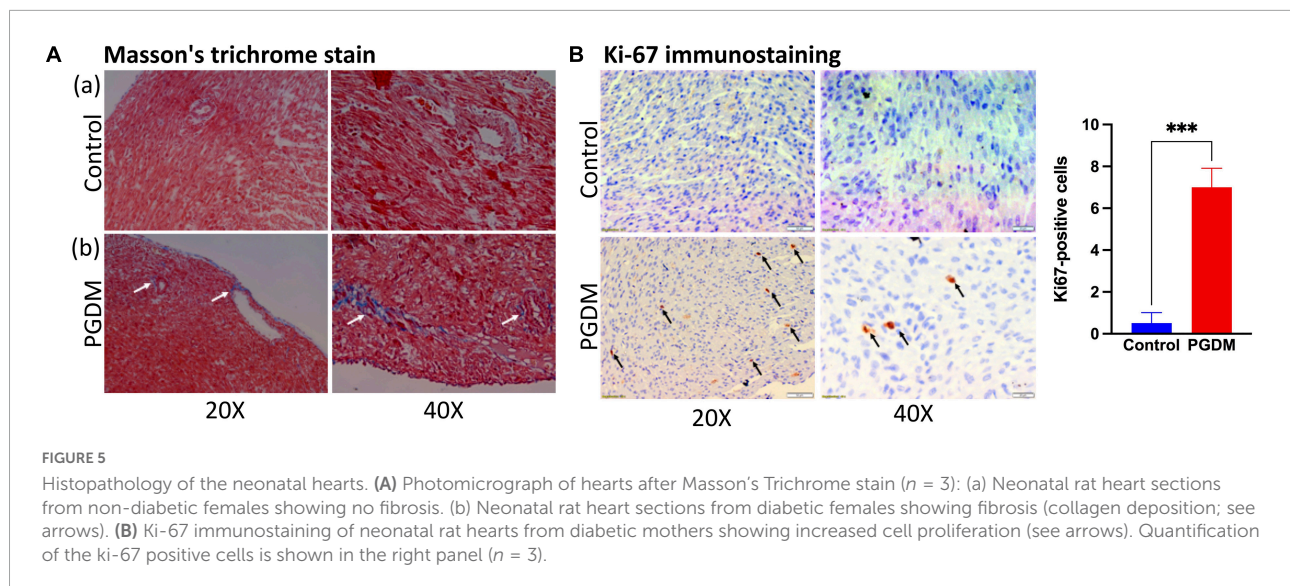 A Masson's trichrome stain
B Ki-67 immunostaining
(a)
Control
(b)
PGDM
20X
40X
Control
PGDM
20X
40X
Ki67-positive cells
10
8
6
4
2
0
***
Control PGDM
FIGURE 5
Histopathology of the neonatal hearts. (A) Photomicrograph of hearts after Masson's Trichrome stain (n = 3): (a) Neonatal rat heart sections
from non-diabetic females showing no fibrosis. (b) Neonatal rat heart sections from diabetic females showing fibrosis (collagen deposition; see
arrows). (B) Ki-67 immunostaining of neonatal rat hearts from diabetic mothers showing increased cell proliferation (see arrows). Quantification
of the ki-67 positive cells is shown in the right panel (n = 3).